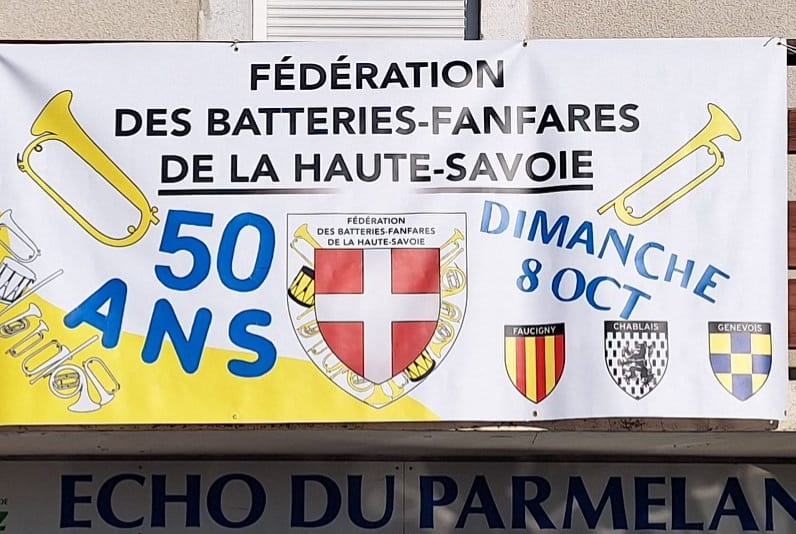 FÉDÉRATION
DES BATTERIES-FANFARES
DE LA HAUTE-SAVOIE
50
ANS
FÉDÉRATION
DES BATTERIES-FANFARES
DE LA HAUTE-SAVOIE
DIMANCHE
8 OCT
FAUCIGNY
CHABLAIS
GENEVOIS
DE
ECHO DU PARMELAN